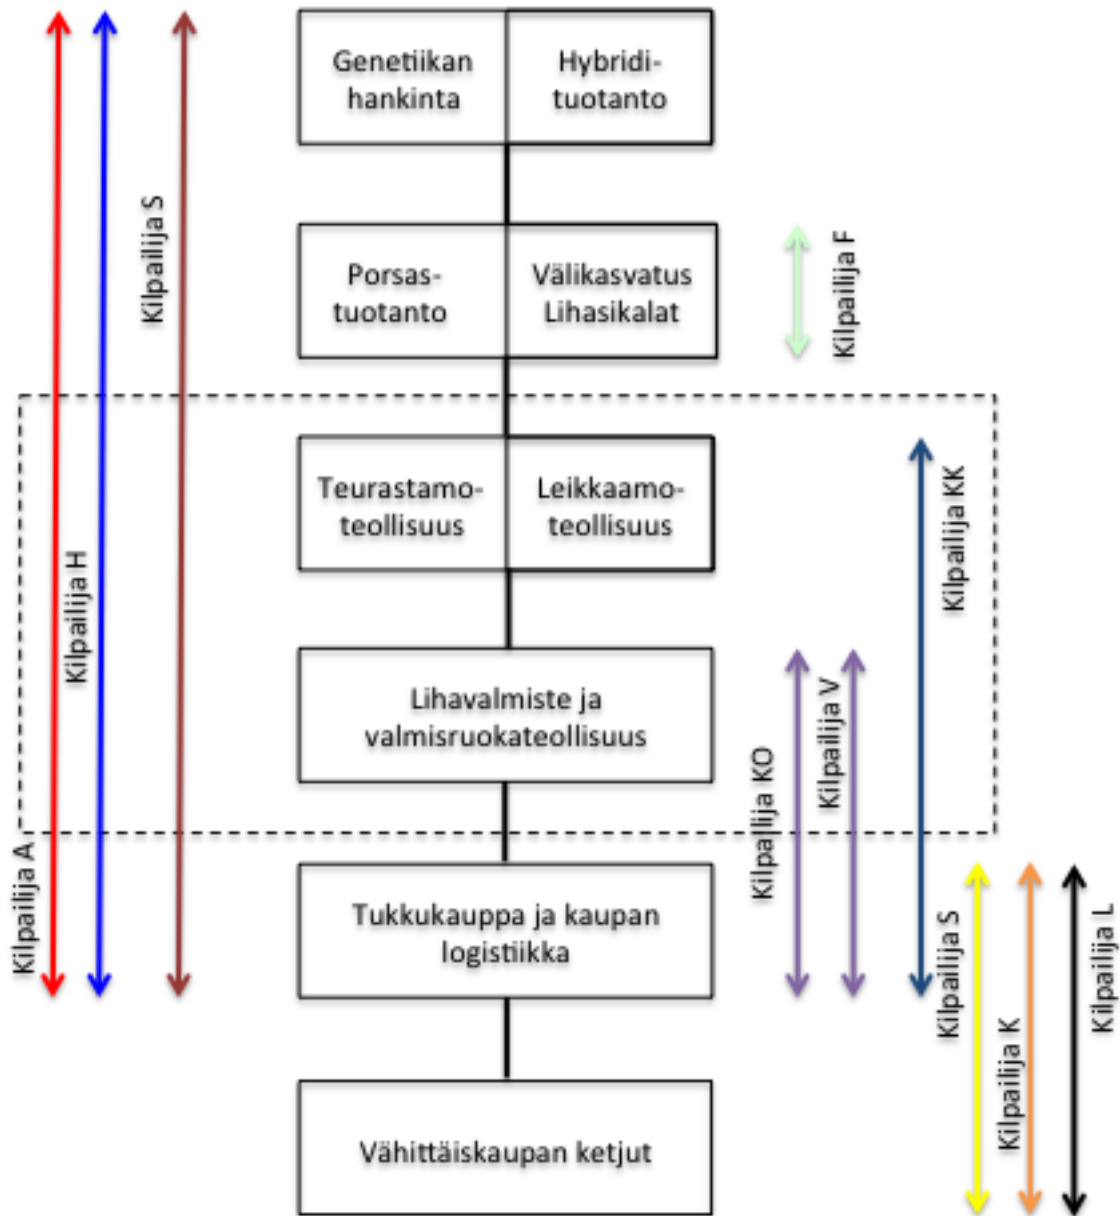 Genetiikan
hankinta
Hybridi-
tuotanto
Kilpailija S
Porsas-
tuotanto
Välikasvatus
Lihasikalat
Kilpailija F
Teurastamo-
teollisuus
Leikkaamo-
teollisuus
Kilpailija KK
Kilpailija H
Lihavalmiste ja
valmisruokateollisuus
Kilpailija KO
Kilpailija V
Kilpailija A
Tukkukauppa ja kaupan
logistiikka
Kilpailija S
Kilpailija K
Kilpailija L
Vähittäiskaupan ketjut